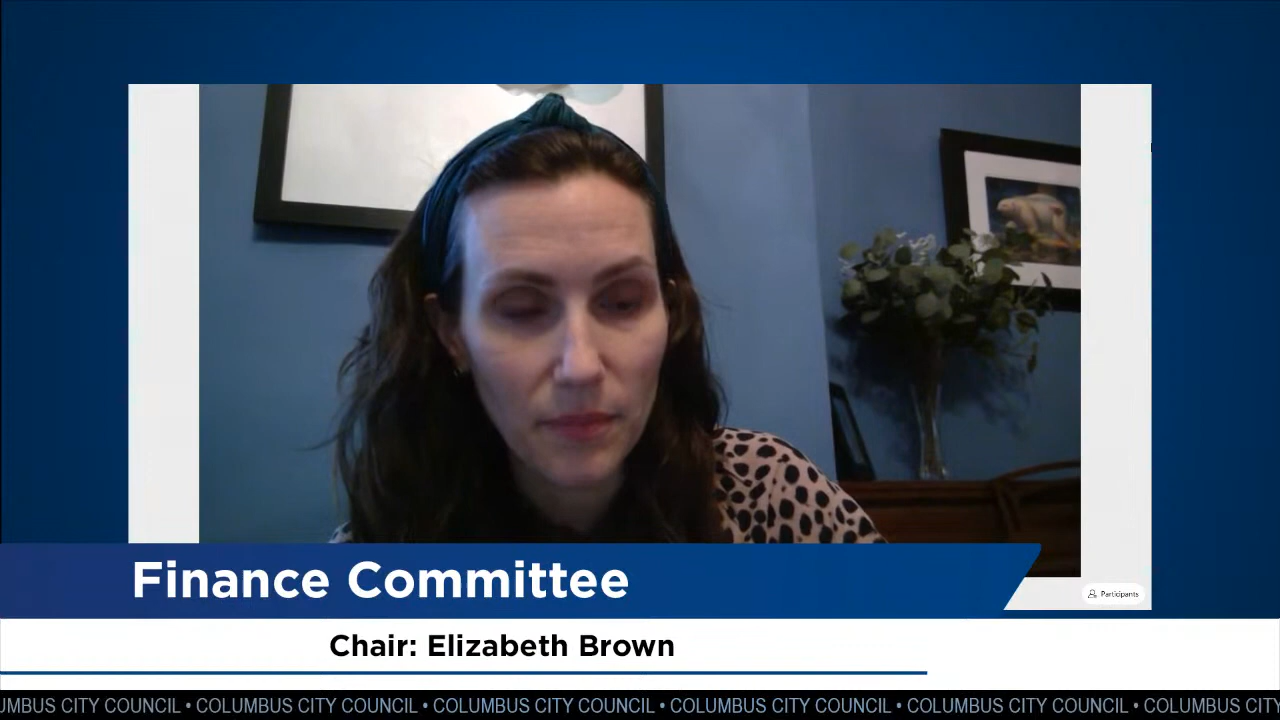 Participants
Finance Committee
Chair: Elizabeth Brown
UMBUS CITY COUNCIL • COLUMBUS CITY COUNCIL • COLUMBUS CITY COUNCIL • COLUMBUS CITY COUNCIL • COLUMBUS CITY COUNCIL • COLUMBUS CITY